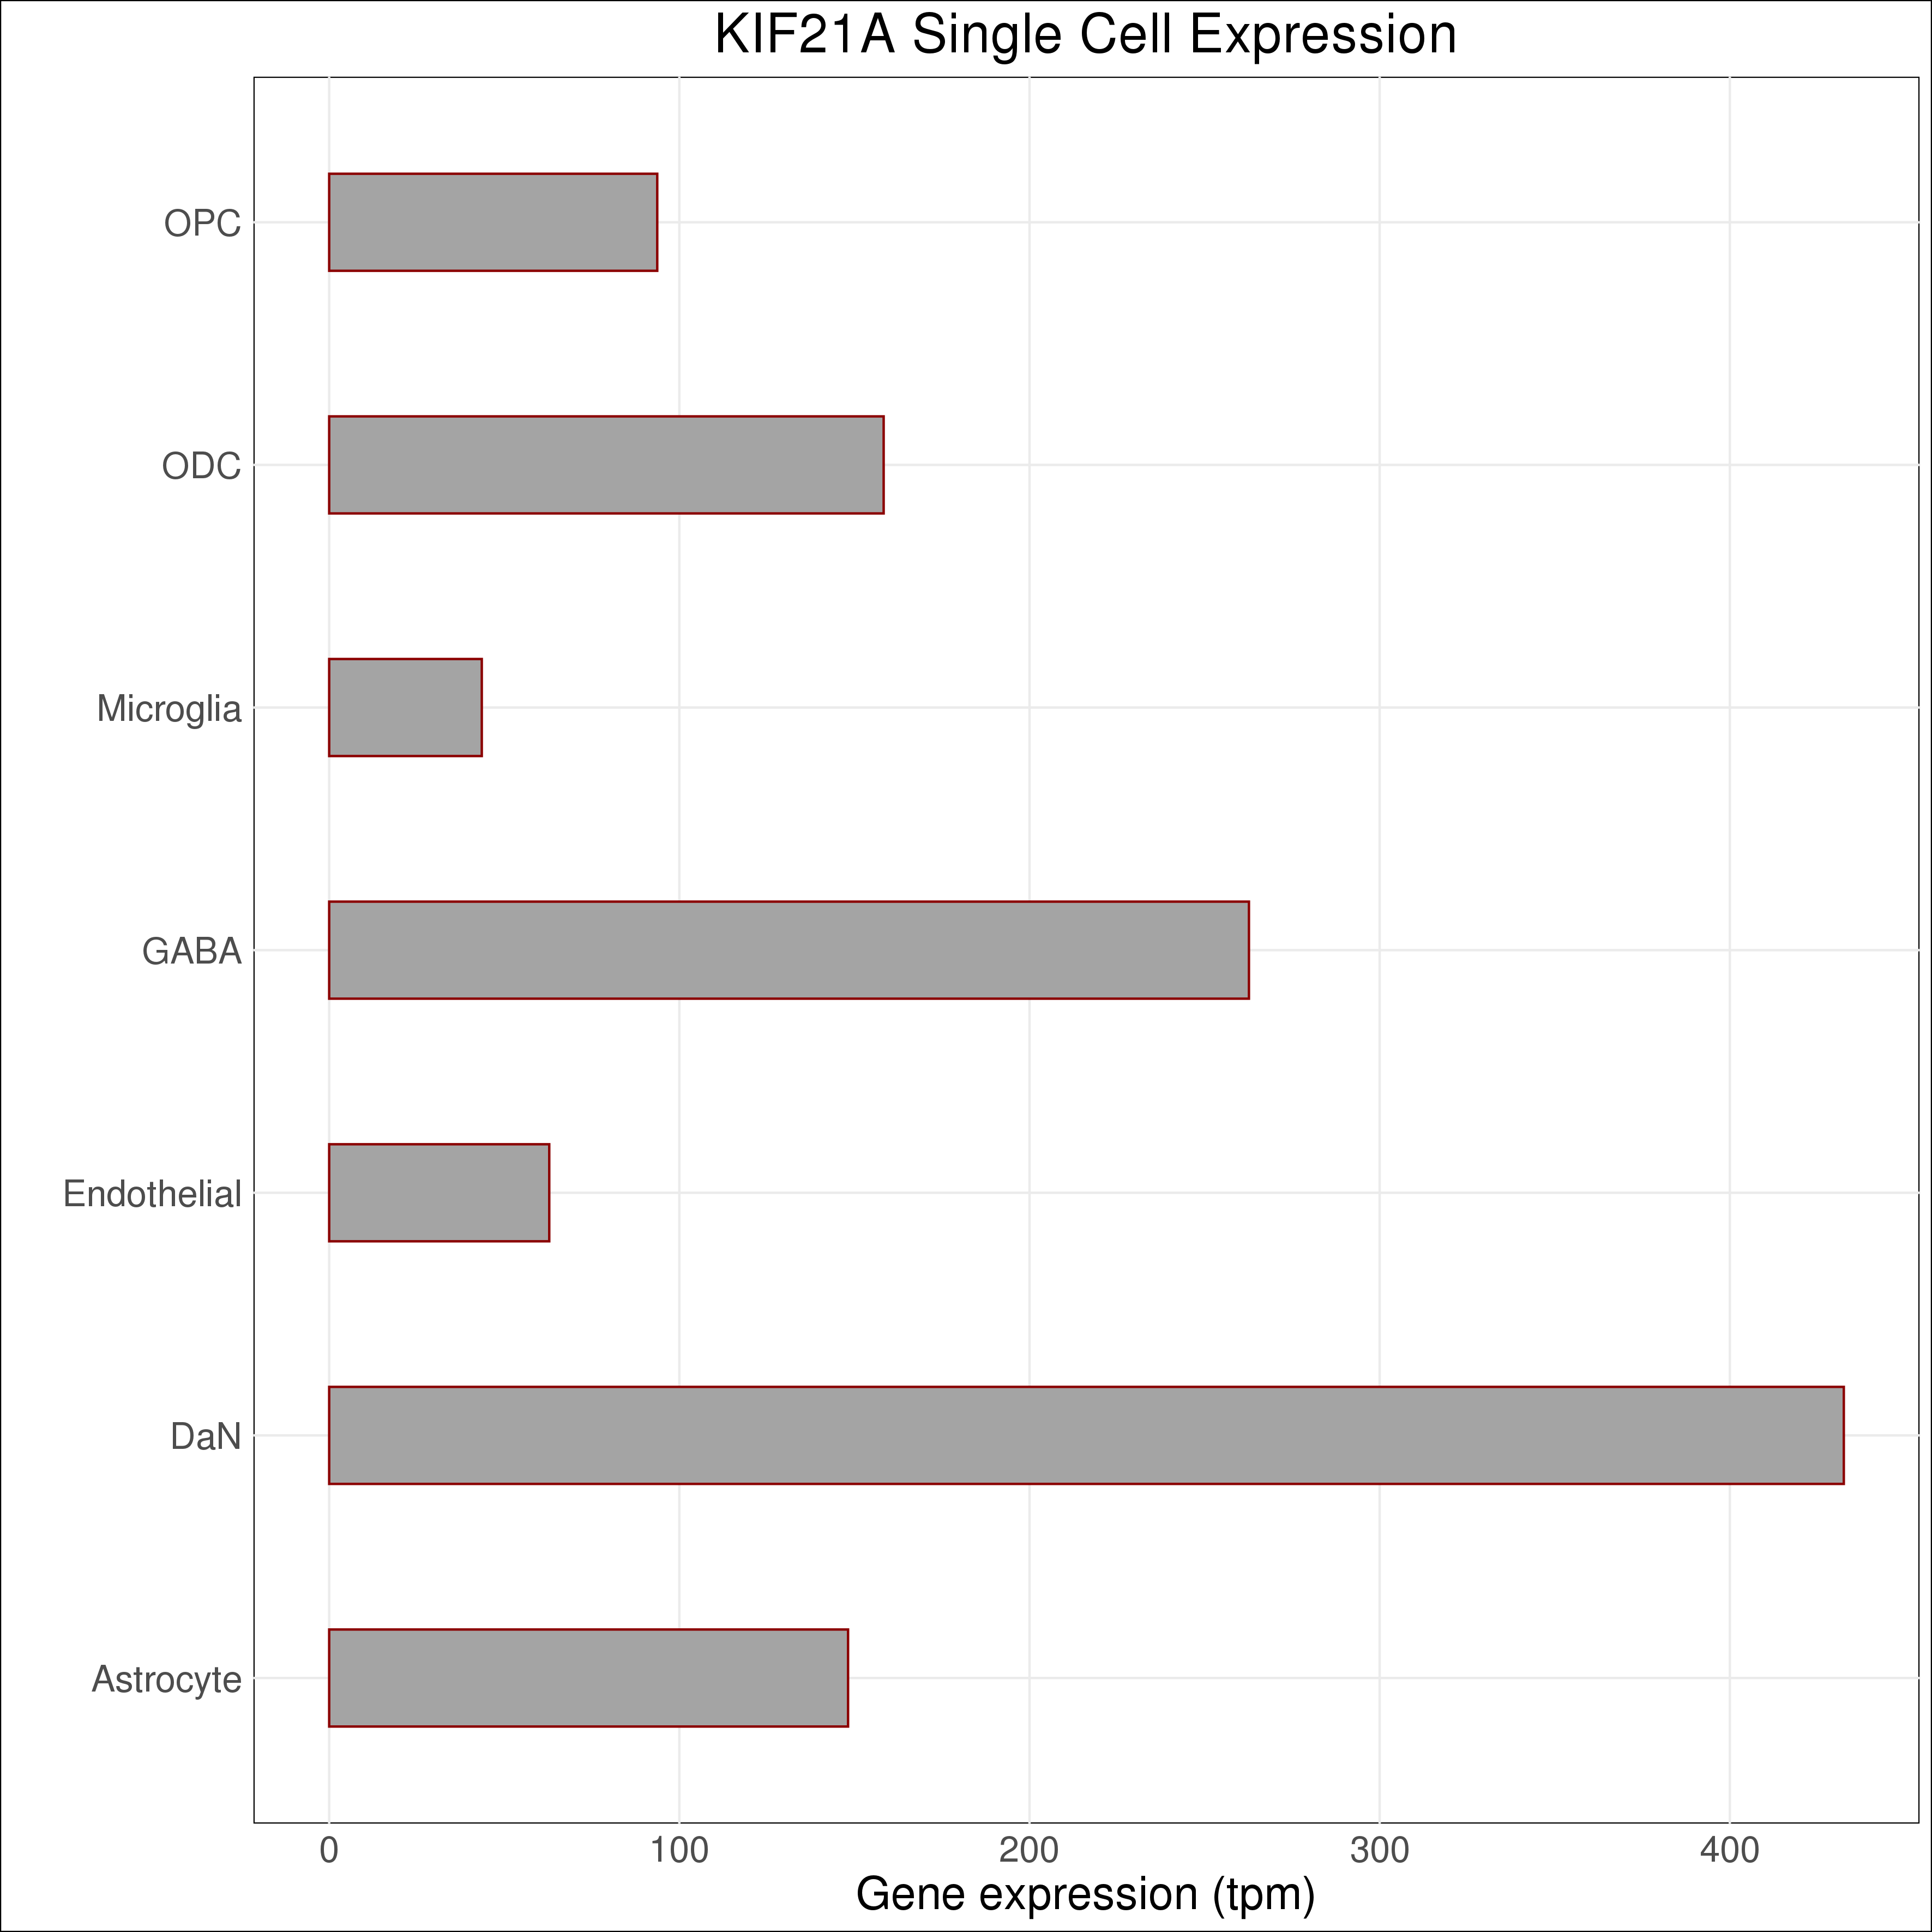 KIF21A Single Cell Expression
OPC
ODC
Microglia
GABA
Endothelial
DaN
Astrocyte
0 100 200 300 400
Gene expression (tpm)